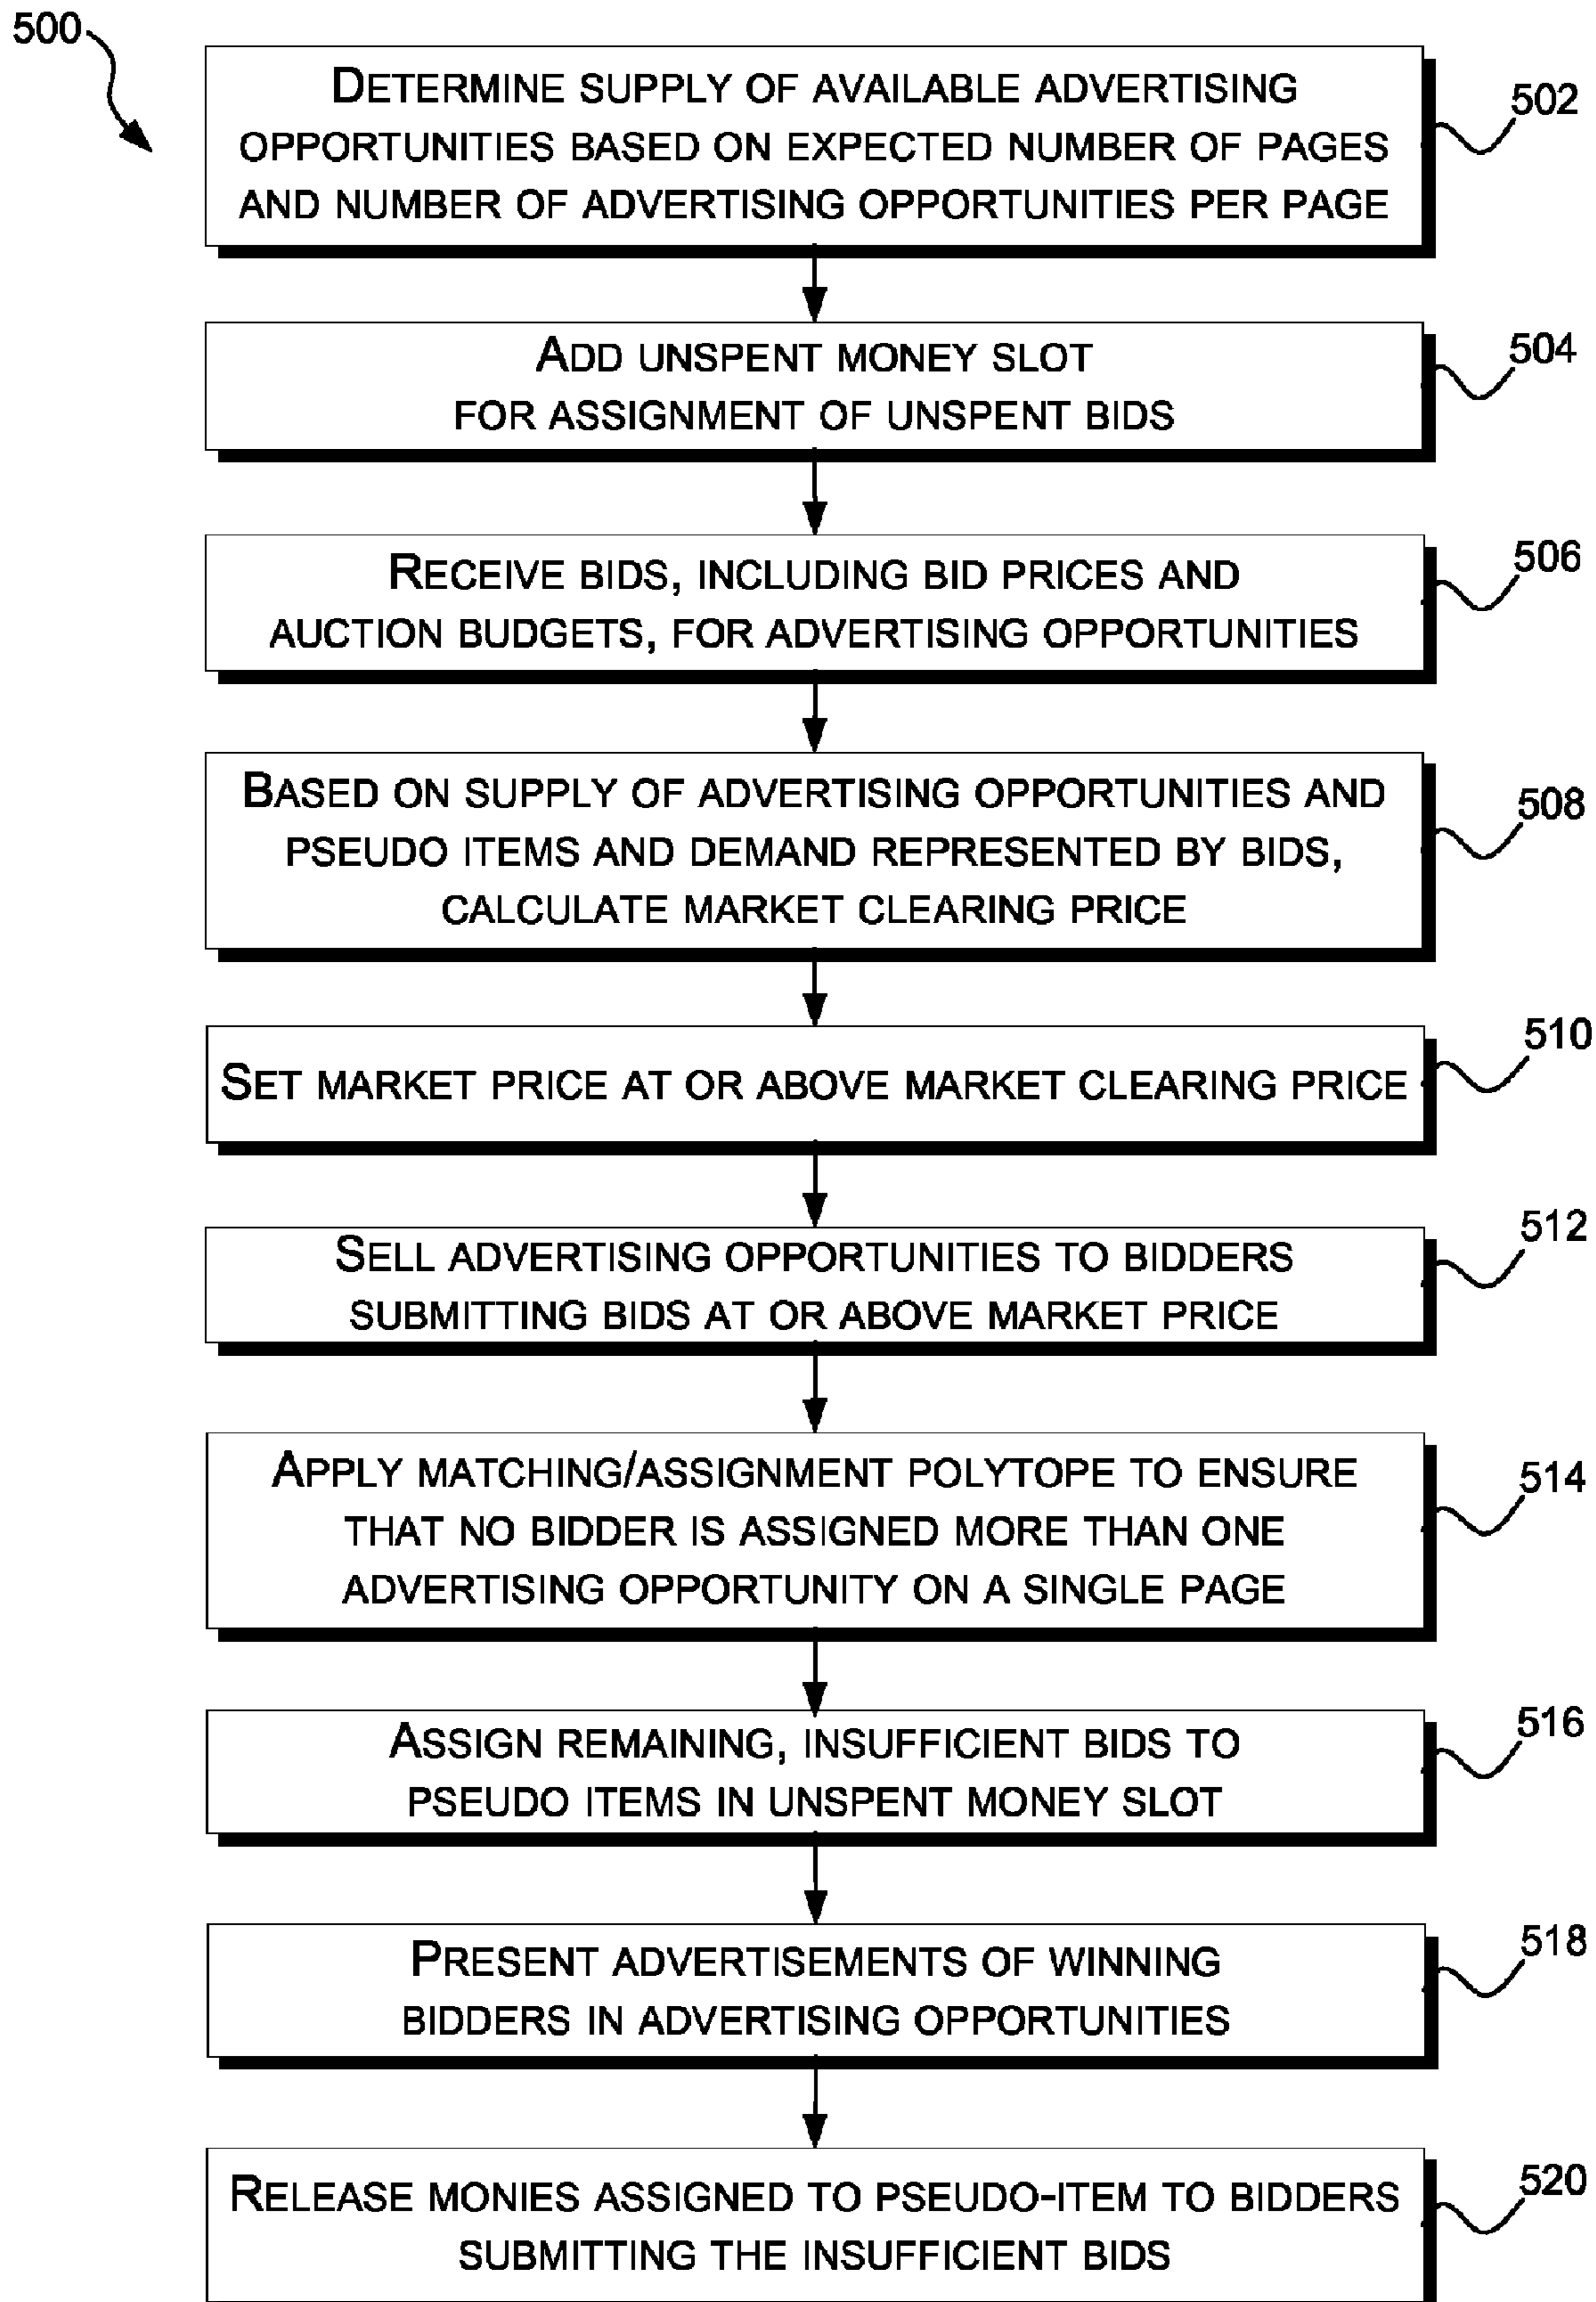 500
DETERMINE SUPPLY OF AVAILABLE ADVERTISING
OPPORTUNITIES BASED ON EXPECTED NUMBER OF PAGES
AND NUMBER OF ADVERTISING OPPORTUNITIES PER PAGE
502
ADD UNSPENT MONEY SLOT
FOR ASSIGNMENT OF UNSPENT BIDS
504
RECEIVE BIDS, INCLUDING BID PRICES AND
AUCTION BUDGETS, FOR ADVERTISING OPPORTUNITIES
506
BASED ON SUPPLY OF ADVERTISING OPPORTUNITIES AND
PSEUDO ITEMS AND DEMAND REPRESENTED BY BIDS,
CALCULATE MARKET CLEARING PRICE
508
SET MARKET PRICE AT OR ABOVE MARKET CLEARING PRICE
510
SELL ADVERTISING OPPORTUNITIES TO BIDDERS
SUBMITTING BIDS AT OR ABOVE MARKET PRICE
512
APPLY MATCHING/ASSIGNMENT POLYTOPE TO ENSURE
THAT NO BIDDER IS ASSIGNED MORE THAN ONE
ADVERTISING OPPORTUNITY ON A SINGLE PAGE
514
ASSIGN REMAINING, INSUFFICIENT BIDS TO
PSEUDO ITEMS IN UNSPENT MONEY SLOT
516
PRESENT ADVERTISEMENTS OF WINNING
BIDDERS IN ADVERTISING OPPORTUNITIES
518
RELEASE MONIES ASSIGNED TO PSEUDO-ITEM TO BIDDERS
SUBMITTING THE INSUFFICIENT BIDS
520